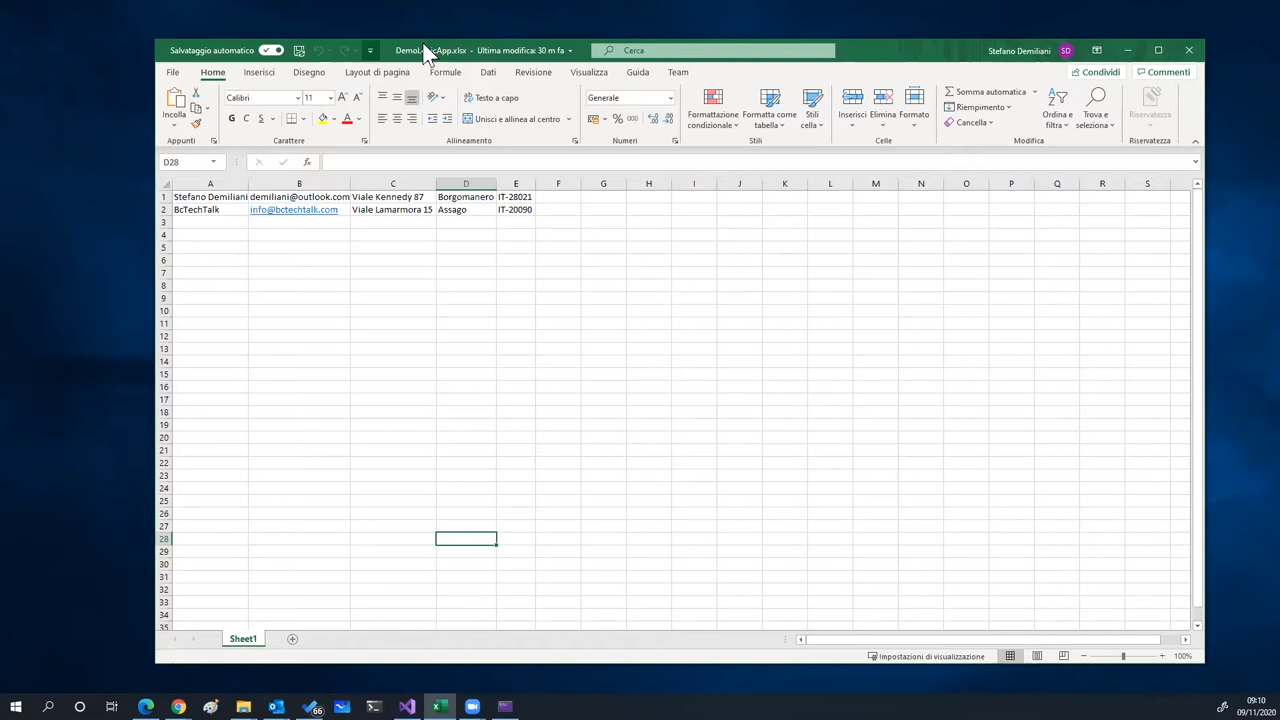 Salvataggio automatico
DemoL icApp.xlsx - Ultima modifica: 30 m fa
Cerca
Stefano Demiliani SD
File Home Inserisci Disegno Layout di pagina Formule Dati Revisione Visualizza Guida Team Condividi Commenti
Incolla
Calibri 11
G C S
Testo a capo
Unisci e allinea al centro
Generale
%
Formattazione condizionale
Formatta come tabella
Stili cella
Inserisci Elimina Formato
Somma automatica
Riempimento
Cancella
Ordina e filtra
Trova e seleziona
Riservatezza
Appunti Carattere Allineamento Numeri Modifica Riservatezza
D28 fx
A B C D E F G H I J K L M N O P Q R S
1 Stefano Demiliani demiliani@outlook.com Viale Kennedy 87 Borgomanero IT-28021
2 BcTechTalk info@bctechtalk.com Viale Lamarmora 15 Assago IT-20090
3
4
5
6
7
8
9
10
11
12
13
14
15
16
17
18
19
20
21
22
23
24
25
26
27
28
29
30
31
32
33
34
35
Sheet1
Impostazioni di visualizzazione 100%
66
09:10
09/11/2020